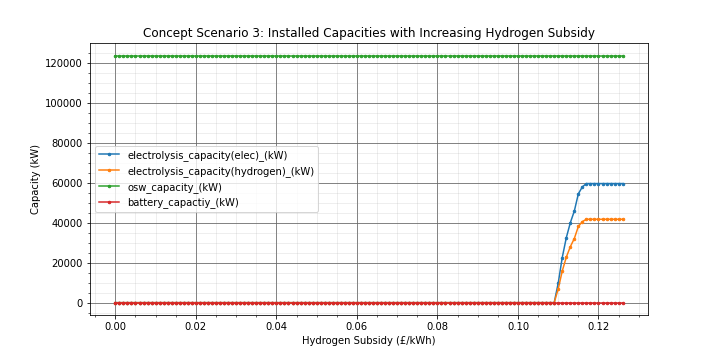 Concept Scenario 3: Installed Capacities with Increasing Hydrogen Subsidy
120000
100000
80000
60000
40000
20000
0
Capacity (kW)
electrolysis_capacity(elec)_(kW)
electrolysis_capacity(hydrogen)_(kW)
osw_capacity_(kW)
battery_capactiy_(kW)
0.00 0.02 0.04 0.06 0.08 0.10 0.12
Hydrogen Subsidy (£/kWh)